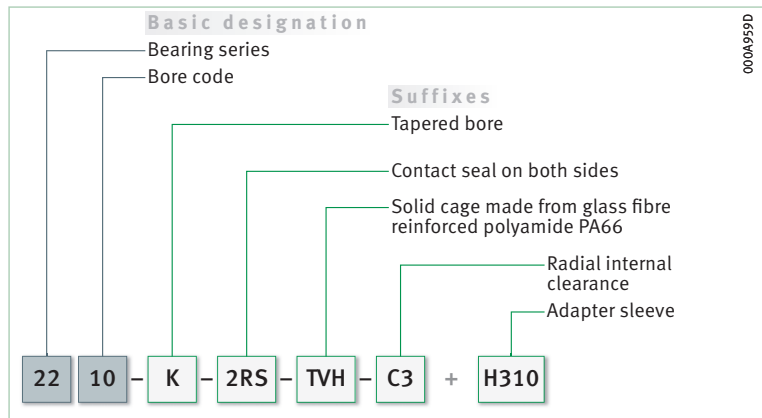 Basic designation
Bearing series
Bore code
Suffixes
Tapered bore
Contact seal on both sides
Solid cage made from glass fibre
reinforced polyamide PA66
Radial internal
clearance
Adapter sleeve
22 10 – K – 2RS – TVH – C3 + H310
000A959D